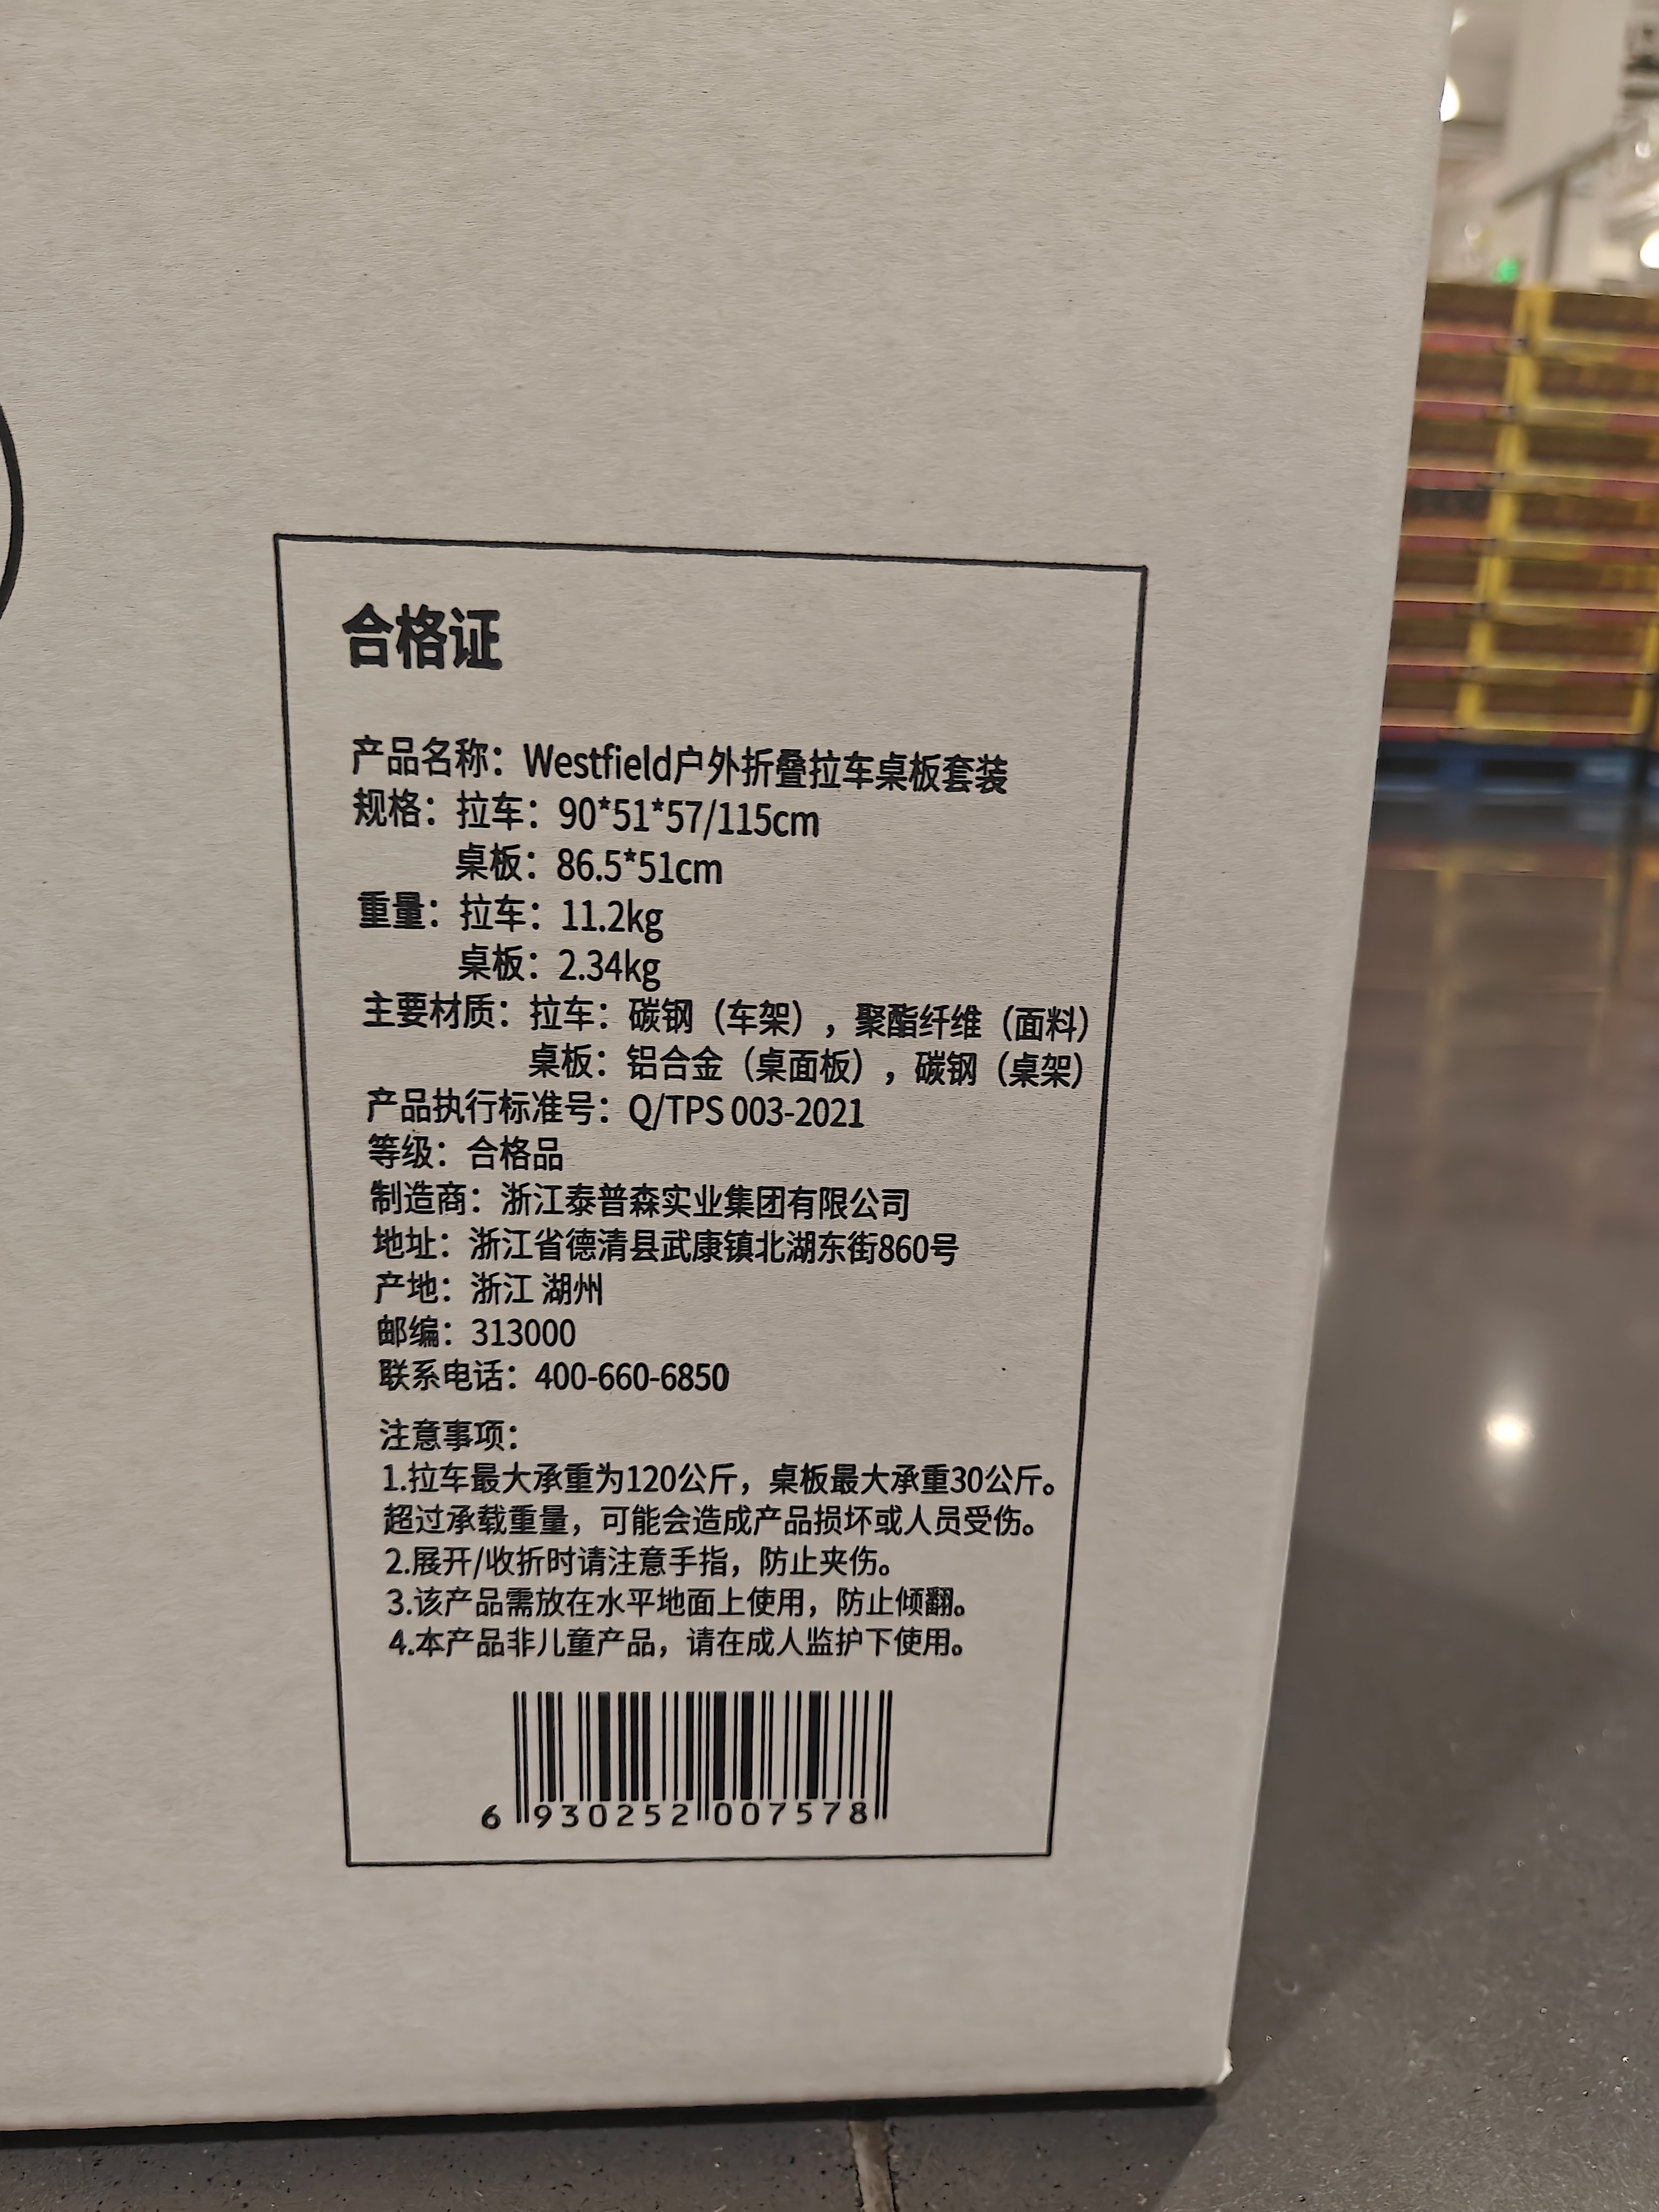 合格证
产品名称：Westfield户外折叠拉车桌板套装
规格：拉车：90*51*57/115cm
桌板：86.5*51cm
重量：拉车：11.2kg
桌板：2.34kg
主要材质：拉车：碳钢（车架），聚酯纤维（面料）
桌板：铝合金（桌面板），碳钢（桌架）
产品执行标准号：Q/TPS 003-2021
等级：合格品
制造商：浙江泰普森实业集团有限公司
地址：浙江省德清县武康镇北湖东街860号
产地：浙江 湖州
邮编：313000
联系电话：400-660-6850
注意事项：
1.拉车最大承重为120公斤，桌板最大承重30公斤。
超过承载重量，可能会造成产品损坏或人员受伤。
2.展开/收折时请注意手指，防止夹伤。
3.该产品需放在水平地面上使用，防止倾翻。
4.本产品非儿童产品，请在成人监护下使用。
6 930252 007578